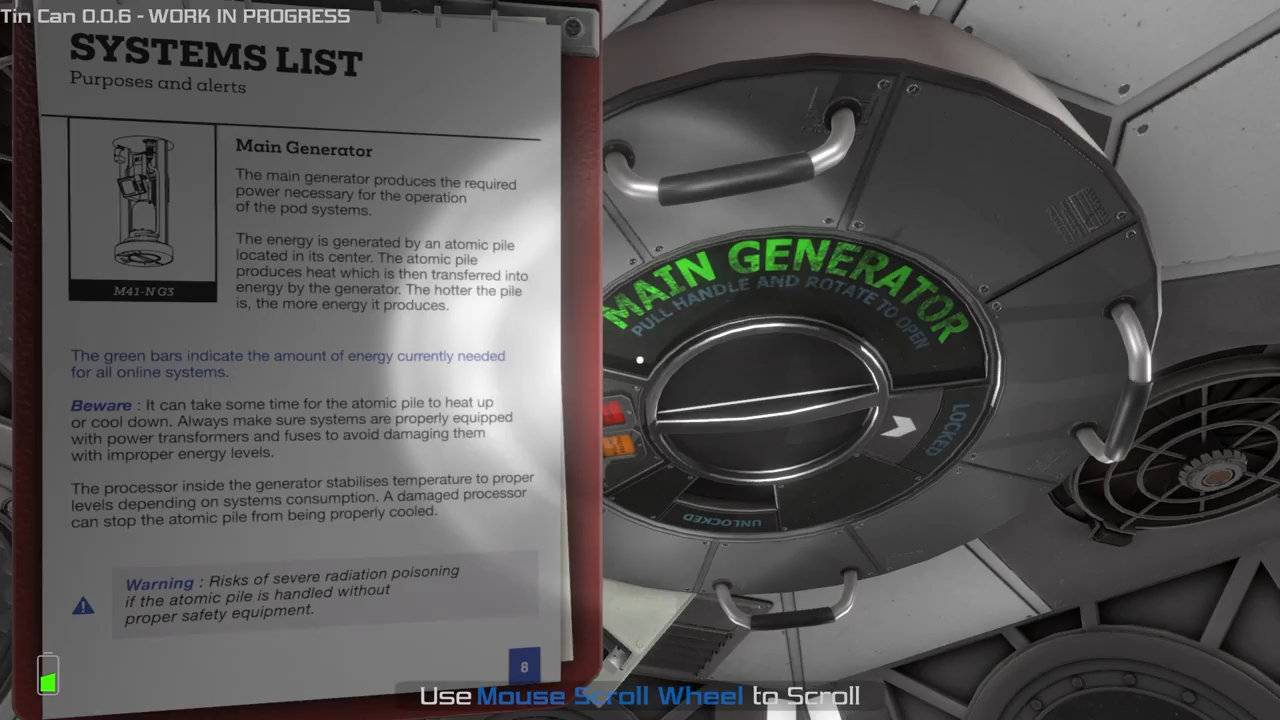 Tin Can 0.0.6 - WORK IN PROGRESS
SYSTEMS LIST
Purposes and alerts
M41-N G3
Main Generator
The main generator produces the required
power necessary for the operation
of the pod systems.
The energy is generated by an atomic pile
located in its center. The atomic pile
produces heat which is then transferred into
energy by the generator. The hotter the pile
is, the more energy it produces.
The green bars indicate the amount of energy currently needed
for all online systems.
Beware : It can take some time for the atomic pile to heat up
or cool down. Always make sure systems are properly equipped
with power transformers and fuses to avoid damaging them
with improper energy levels.
The processor inside the generator stabilises temperature to proper
levels depending on systems consumption. A damaged processor
can stop the atomic pile from being properly cooled.
Warning : Risks of severe radiation poisoning
if the atomic pile is handled without
proper safety equipment.
8
MAIN GENERATOR
PULL HANDLE AND ROTATE TO OPEN
LOCKED
UNLOCKED
Use Mouse Scroll Wheel to Scroll